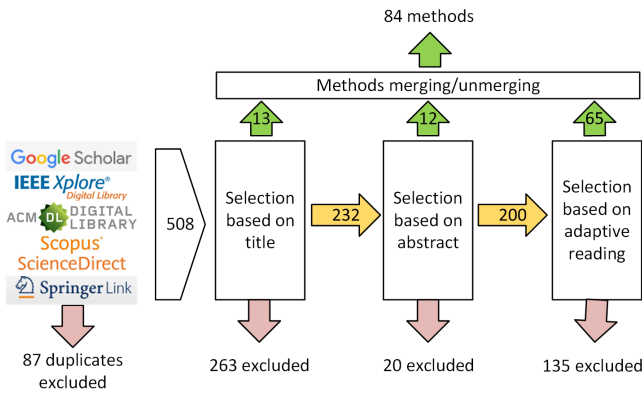 84 methods
Methods merging/unmerging
13
12
65
Google Scholar
IEEE Xplore®
Digital Library
ACM DL DIGITAL
LIBRARY
Scopus®
ScienceDirect
Springer Link
508
Selection
based on
title
232
Selection
based on
abstract
200
Selection
based on
adaptive
reading
87 duplicates
excluded
263 excluded
20 excluded
135 excluded